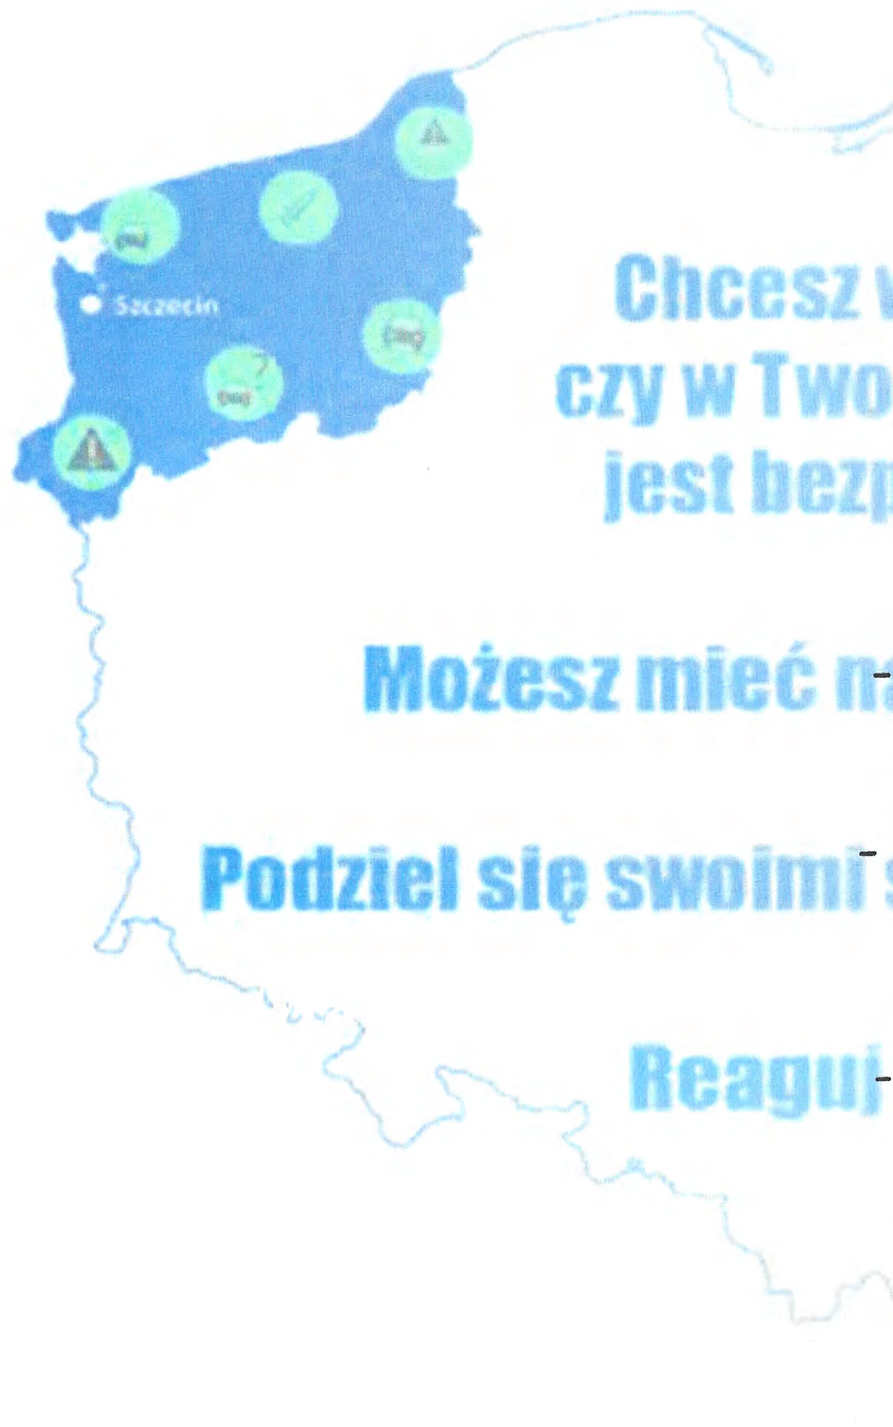 Szczecin
Chcesz
czy w Two
jest bezp
Możesz mieć
Podziel się swoimi
Reaguj